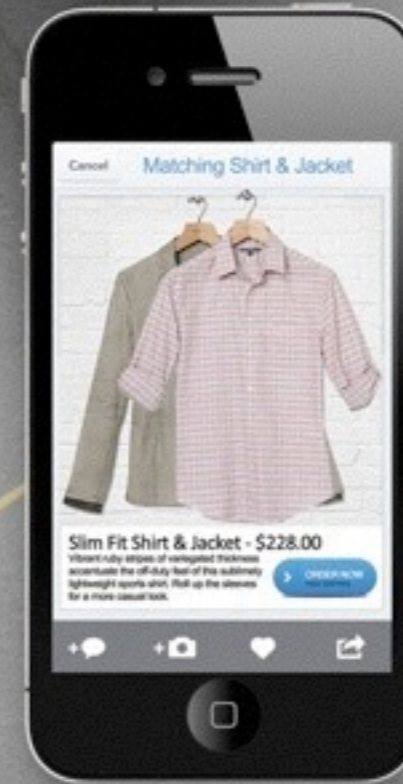 Cancel Matching Shirt & Jacket
Slim Fit Shirt & Jacket - $228.00
Vibrant ruby stripes of variegated thickness
accentuate the off-duty feel of this sublimely
lightweight sports shirt. Roll up the sleeves
for a more casual look.
ORDER NOW